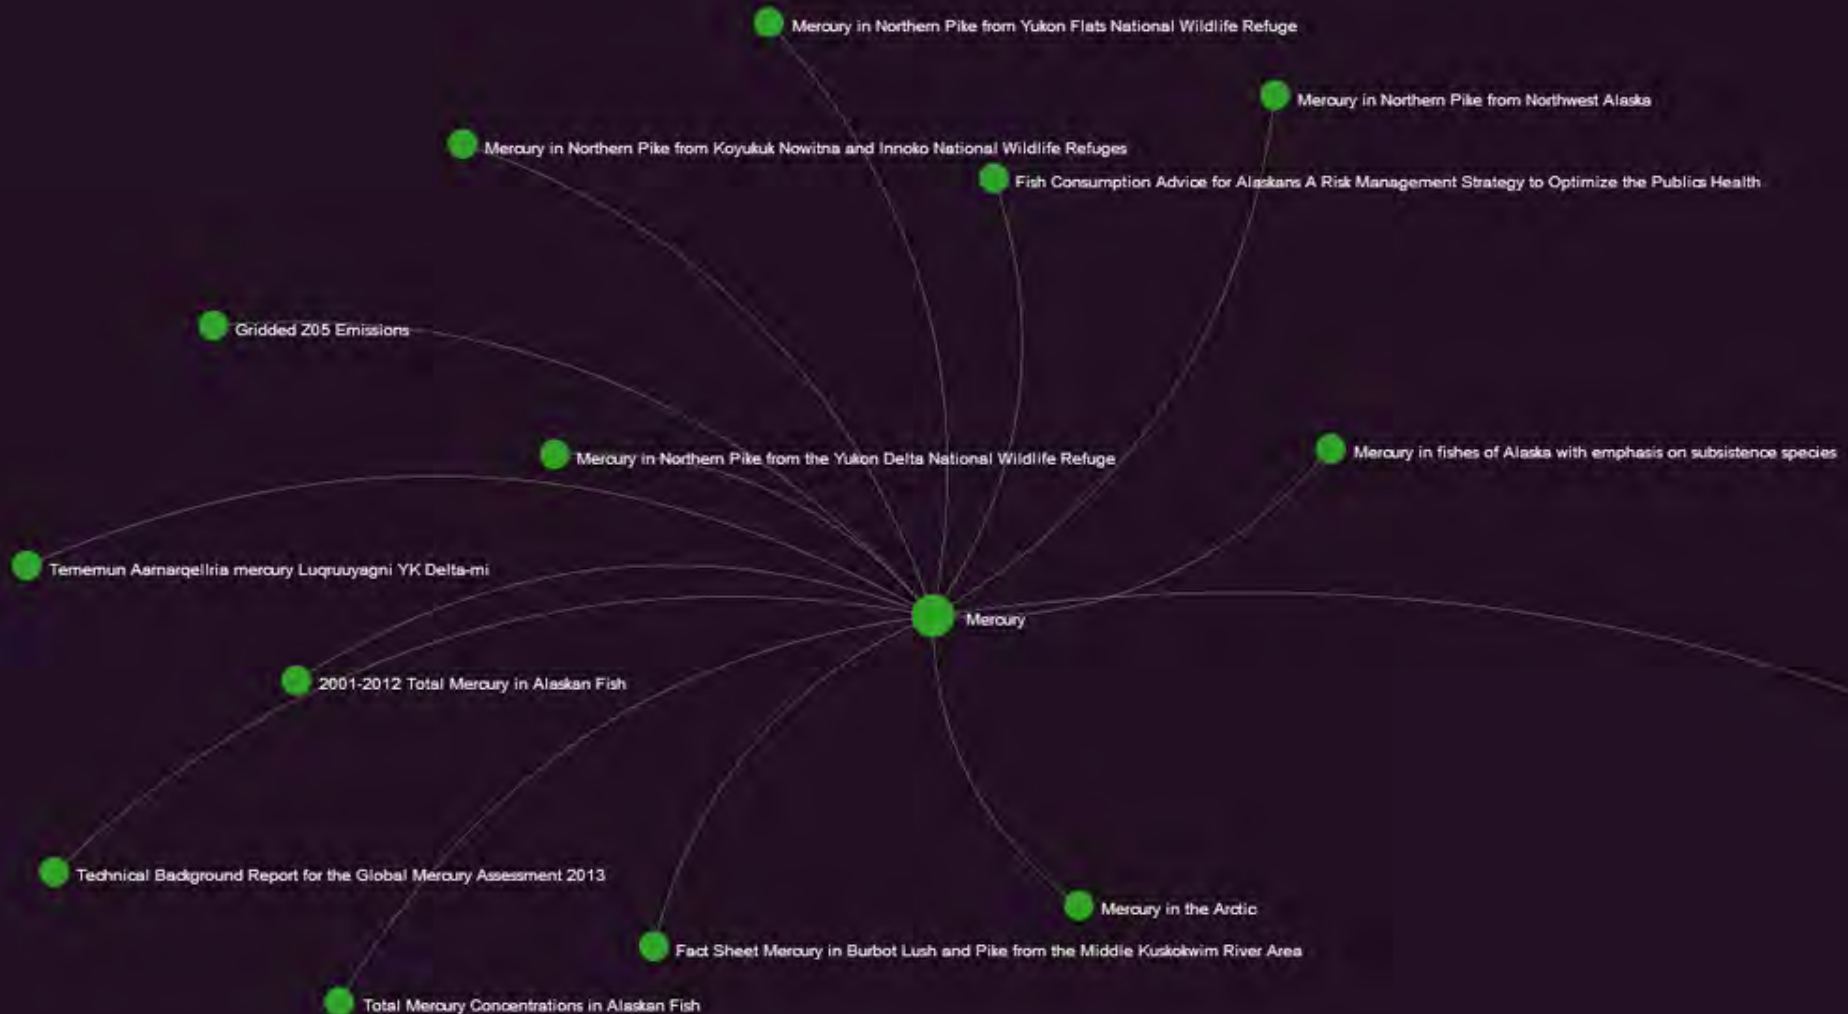 Mercury in Northern Pike from Yukon Flats National Wildlife Refuge
Mercury in Northern Pike from Northwest Alaska
Mercury in Northern Pike from Koyukuk Nowitna and Innoko National Wildlife Refuges
Fish Consumption Advice for Alaskans A Risk Management Strategy to Optimize the Publics Health
Gridded Z05 Emissions
Mercury in Northern Pike from the Yukon Delta National Wildlife Refuge
Mercury in fishes of Alaska with emphasis on subsistence species
Tememun Aarnarqellria mercury Luqruuyagni YK Delta-mi
Mercury
2001-2012 Total Mercury in Alaskan Fish
Technical Background Report for the Global Mercury Assessment 2013
Mercury in the Arctic
Fact Sheet Mercury in Burbot Lush and Pike from the Middle Kuskokwim River Area
Total Mercury Concentrations in Alaskan Fish